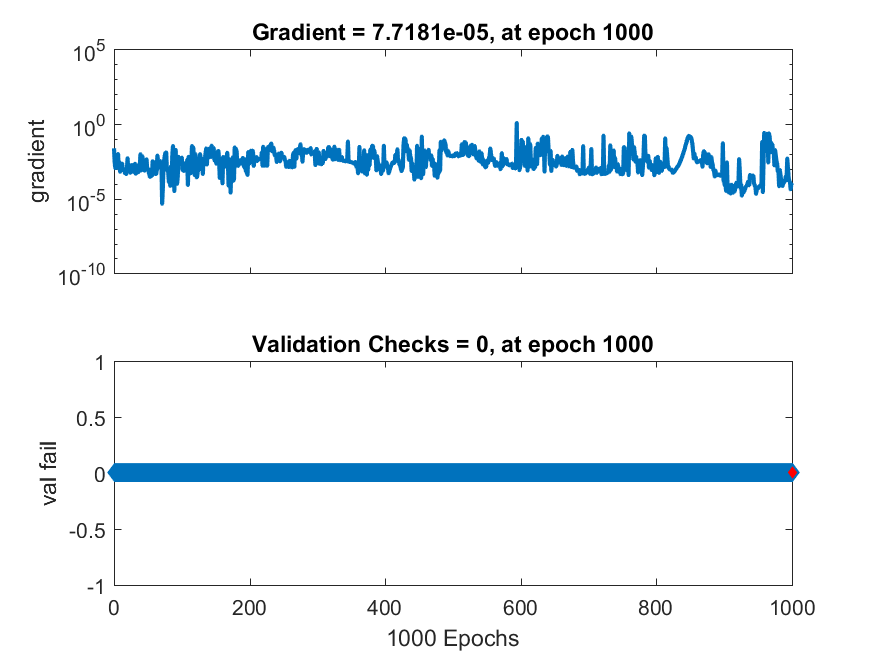 Gradient = 7.7181e-05, at epoch 1000
10^5
10^0
10^-5
10^-10
gradient
Validation Checks = 0, at epoch 1000
1
0.5
0
-0.5
-1
val fail
0 200 400 600 800 1000
1000 Epochs